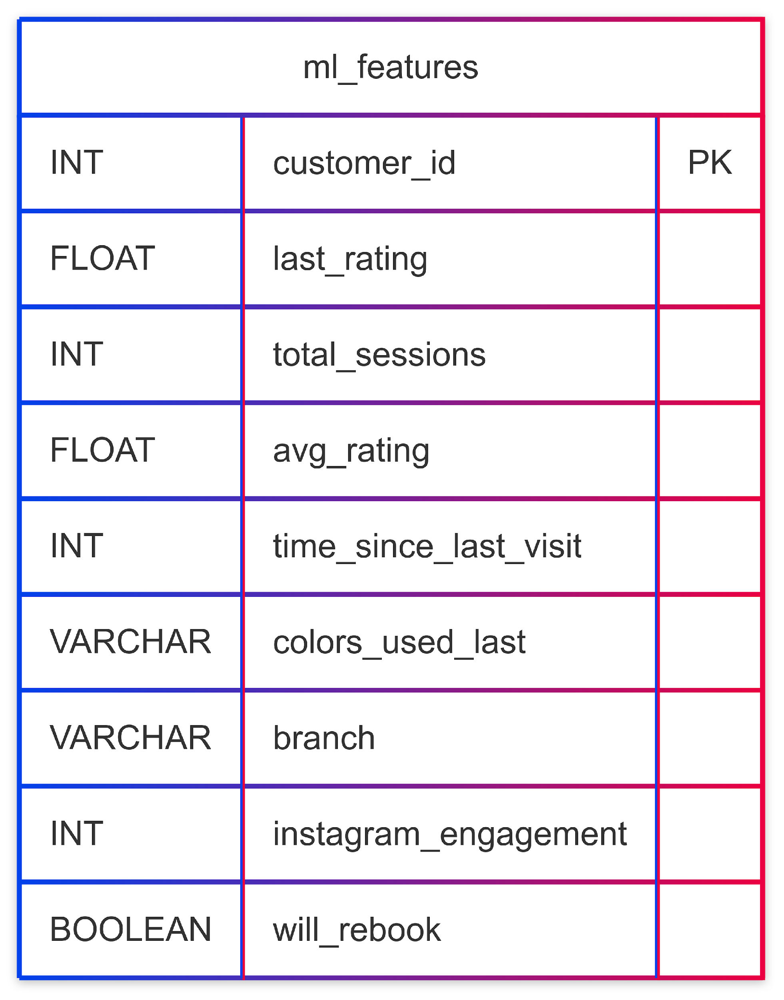 ml_features
INT customer_id PK
FLOAT last_rating
INT total_sessions
FLOAT avg_rating
INT time_since_last_visit
VARCHAR colors_used_last
VARCHAR branch
INT instagram_engagement
BOOLEAN will_rebook